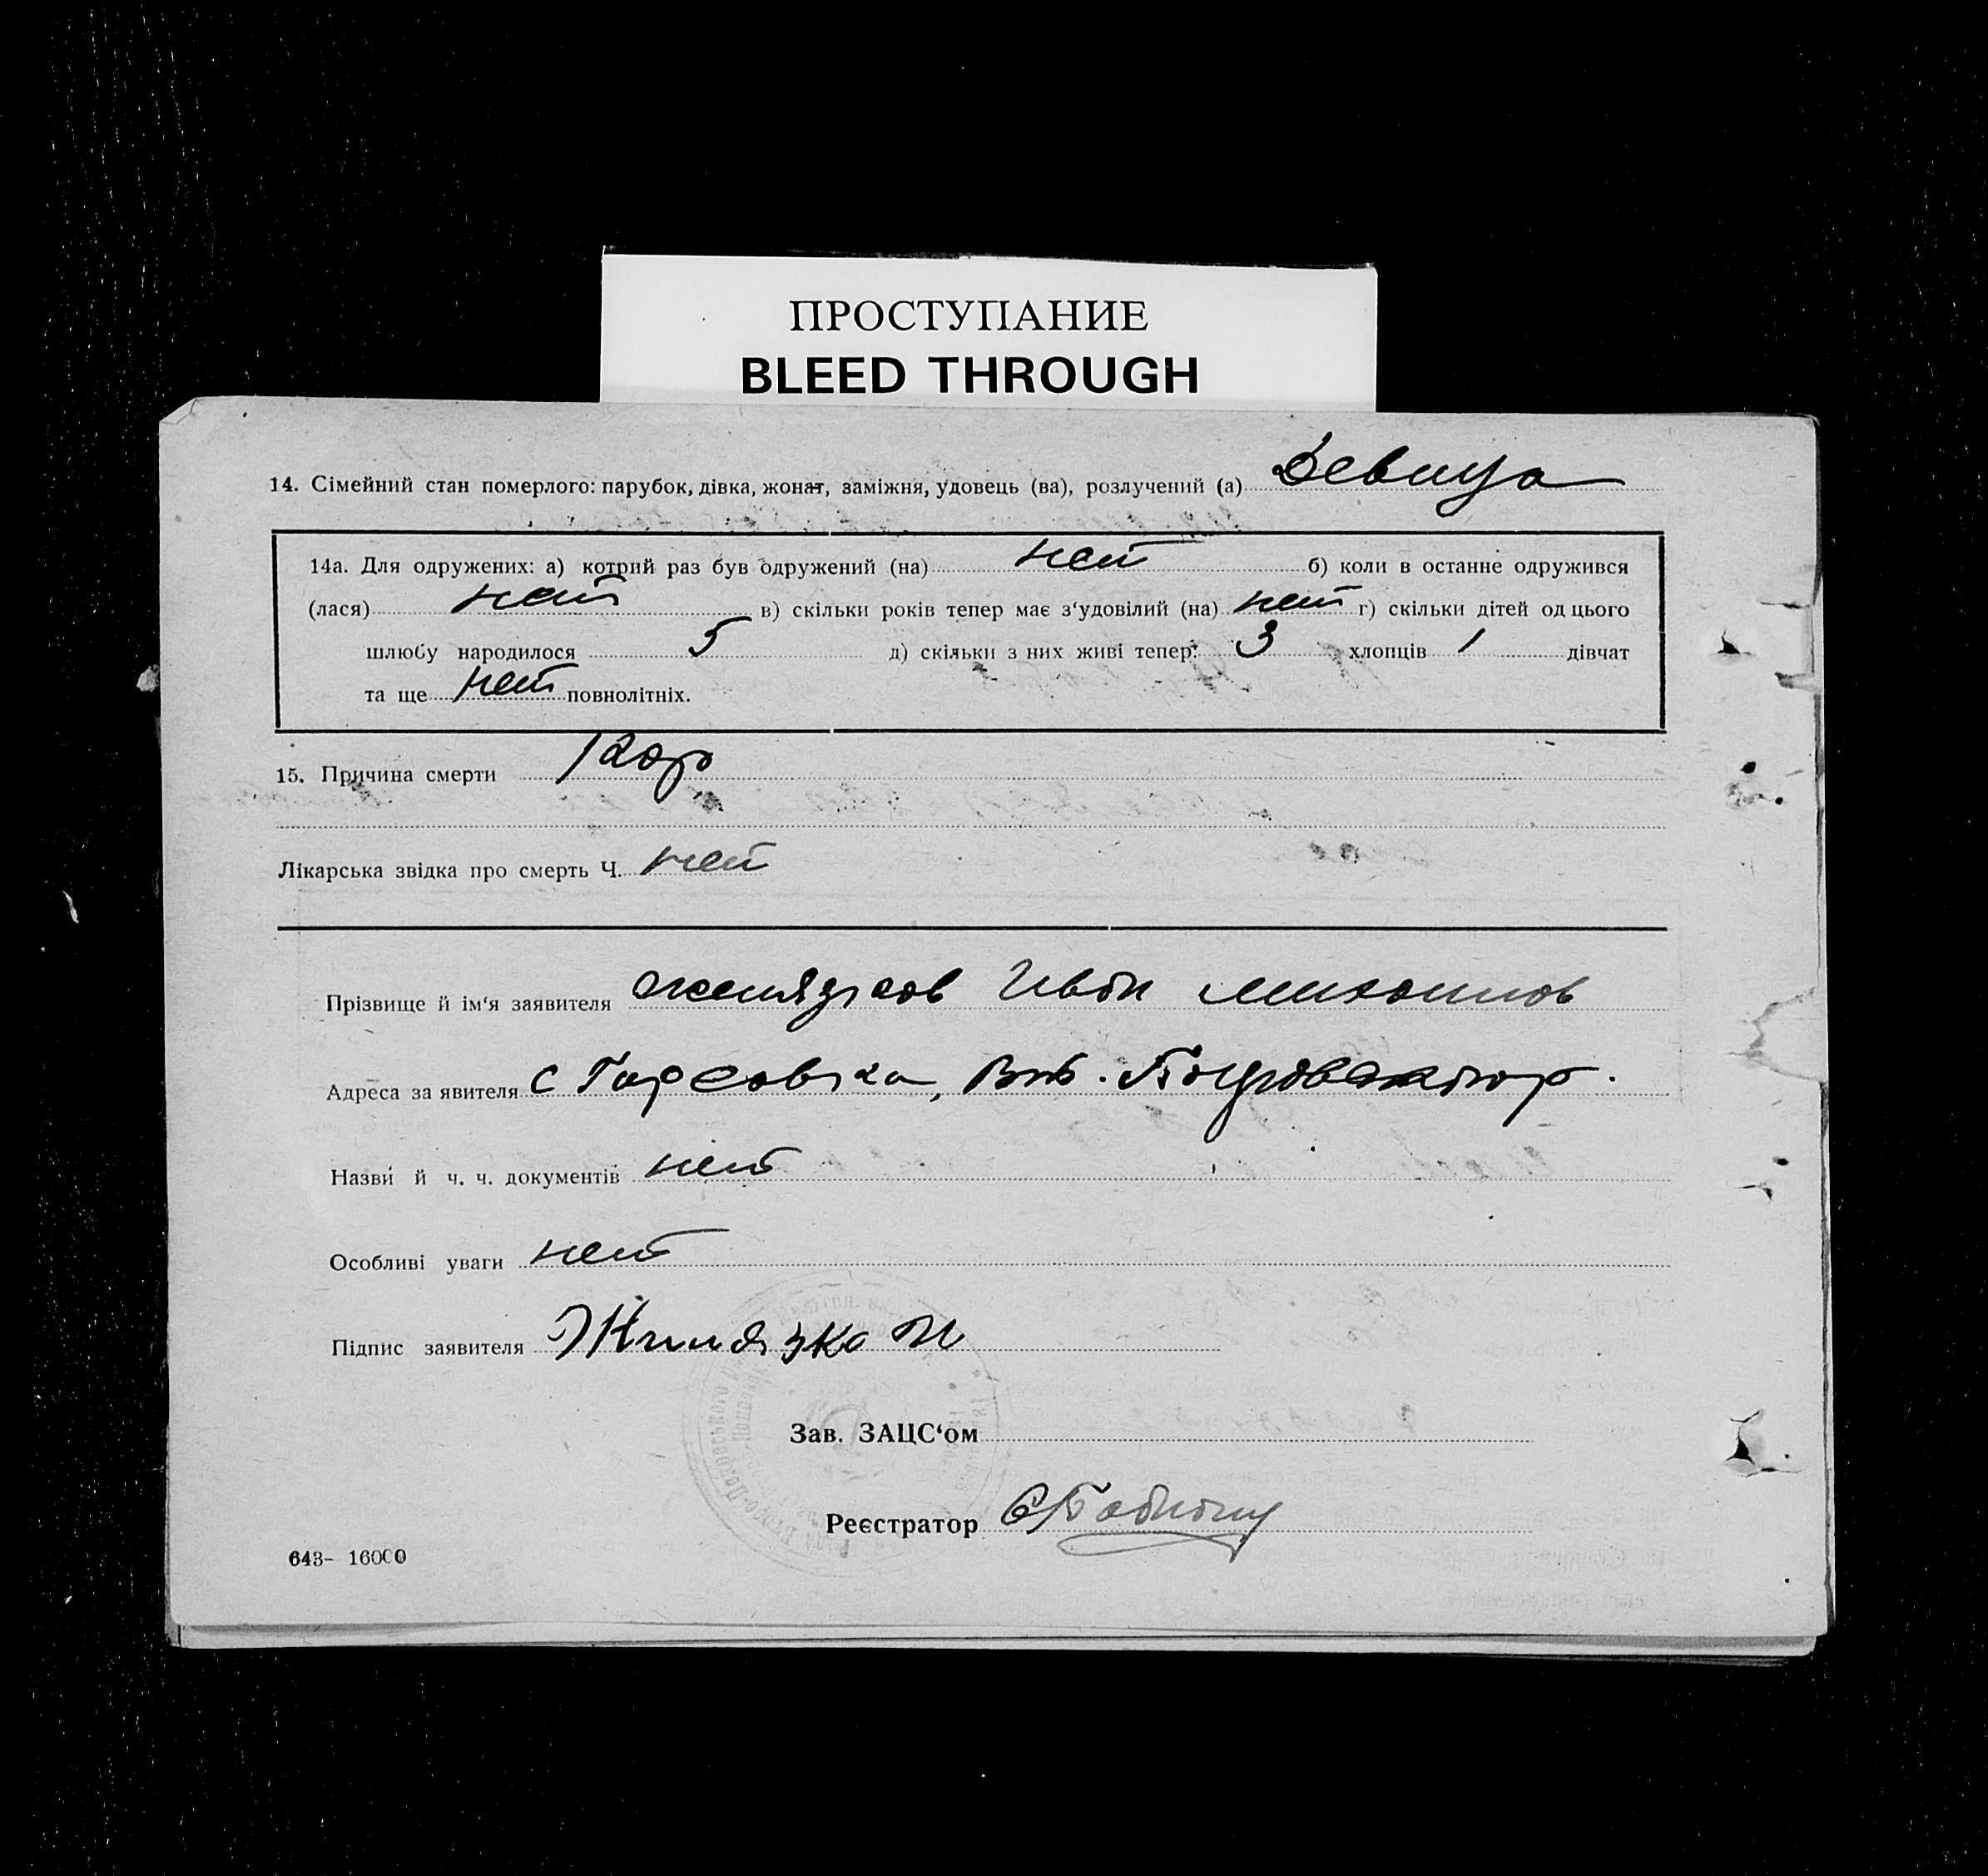 ПРОСТУПАНИЕ
BLEED THROUGH
14. Сімейний стан померлого: парубок, дівка, жонат, заміжня, удовець (ва), розлучений (а) Девица
14а. Для одружених: а) котрий раз був одружений (на) нет б) коли в останнє одружився
(лася) нет в) скільки років тепер має з‘удовілий (на) нет г) скільки дітей од цього
шлюбу народилося 5 д) скільки з них живі тепер: 3 хлопців 1 дівчат
та ще нет повнолітніх.
15. Причина смерти Кор
Лікарська звідка про смерть Ч. нет
Прізвище й ім‘я заявителя Иван
Адреса за явителя с
Назви й ч. ч. документів нет
Особливі уваги нет
Підпис заявителя
Зав. ЗАЦС‘ом
Реєстратор
643– 16000